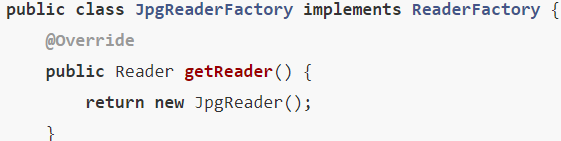 public class JpgReaderFactory implements ReaderFactory {
    @Override
    public Reader getReader() {
        return new JpgReader();
    }